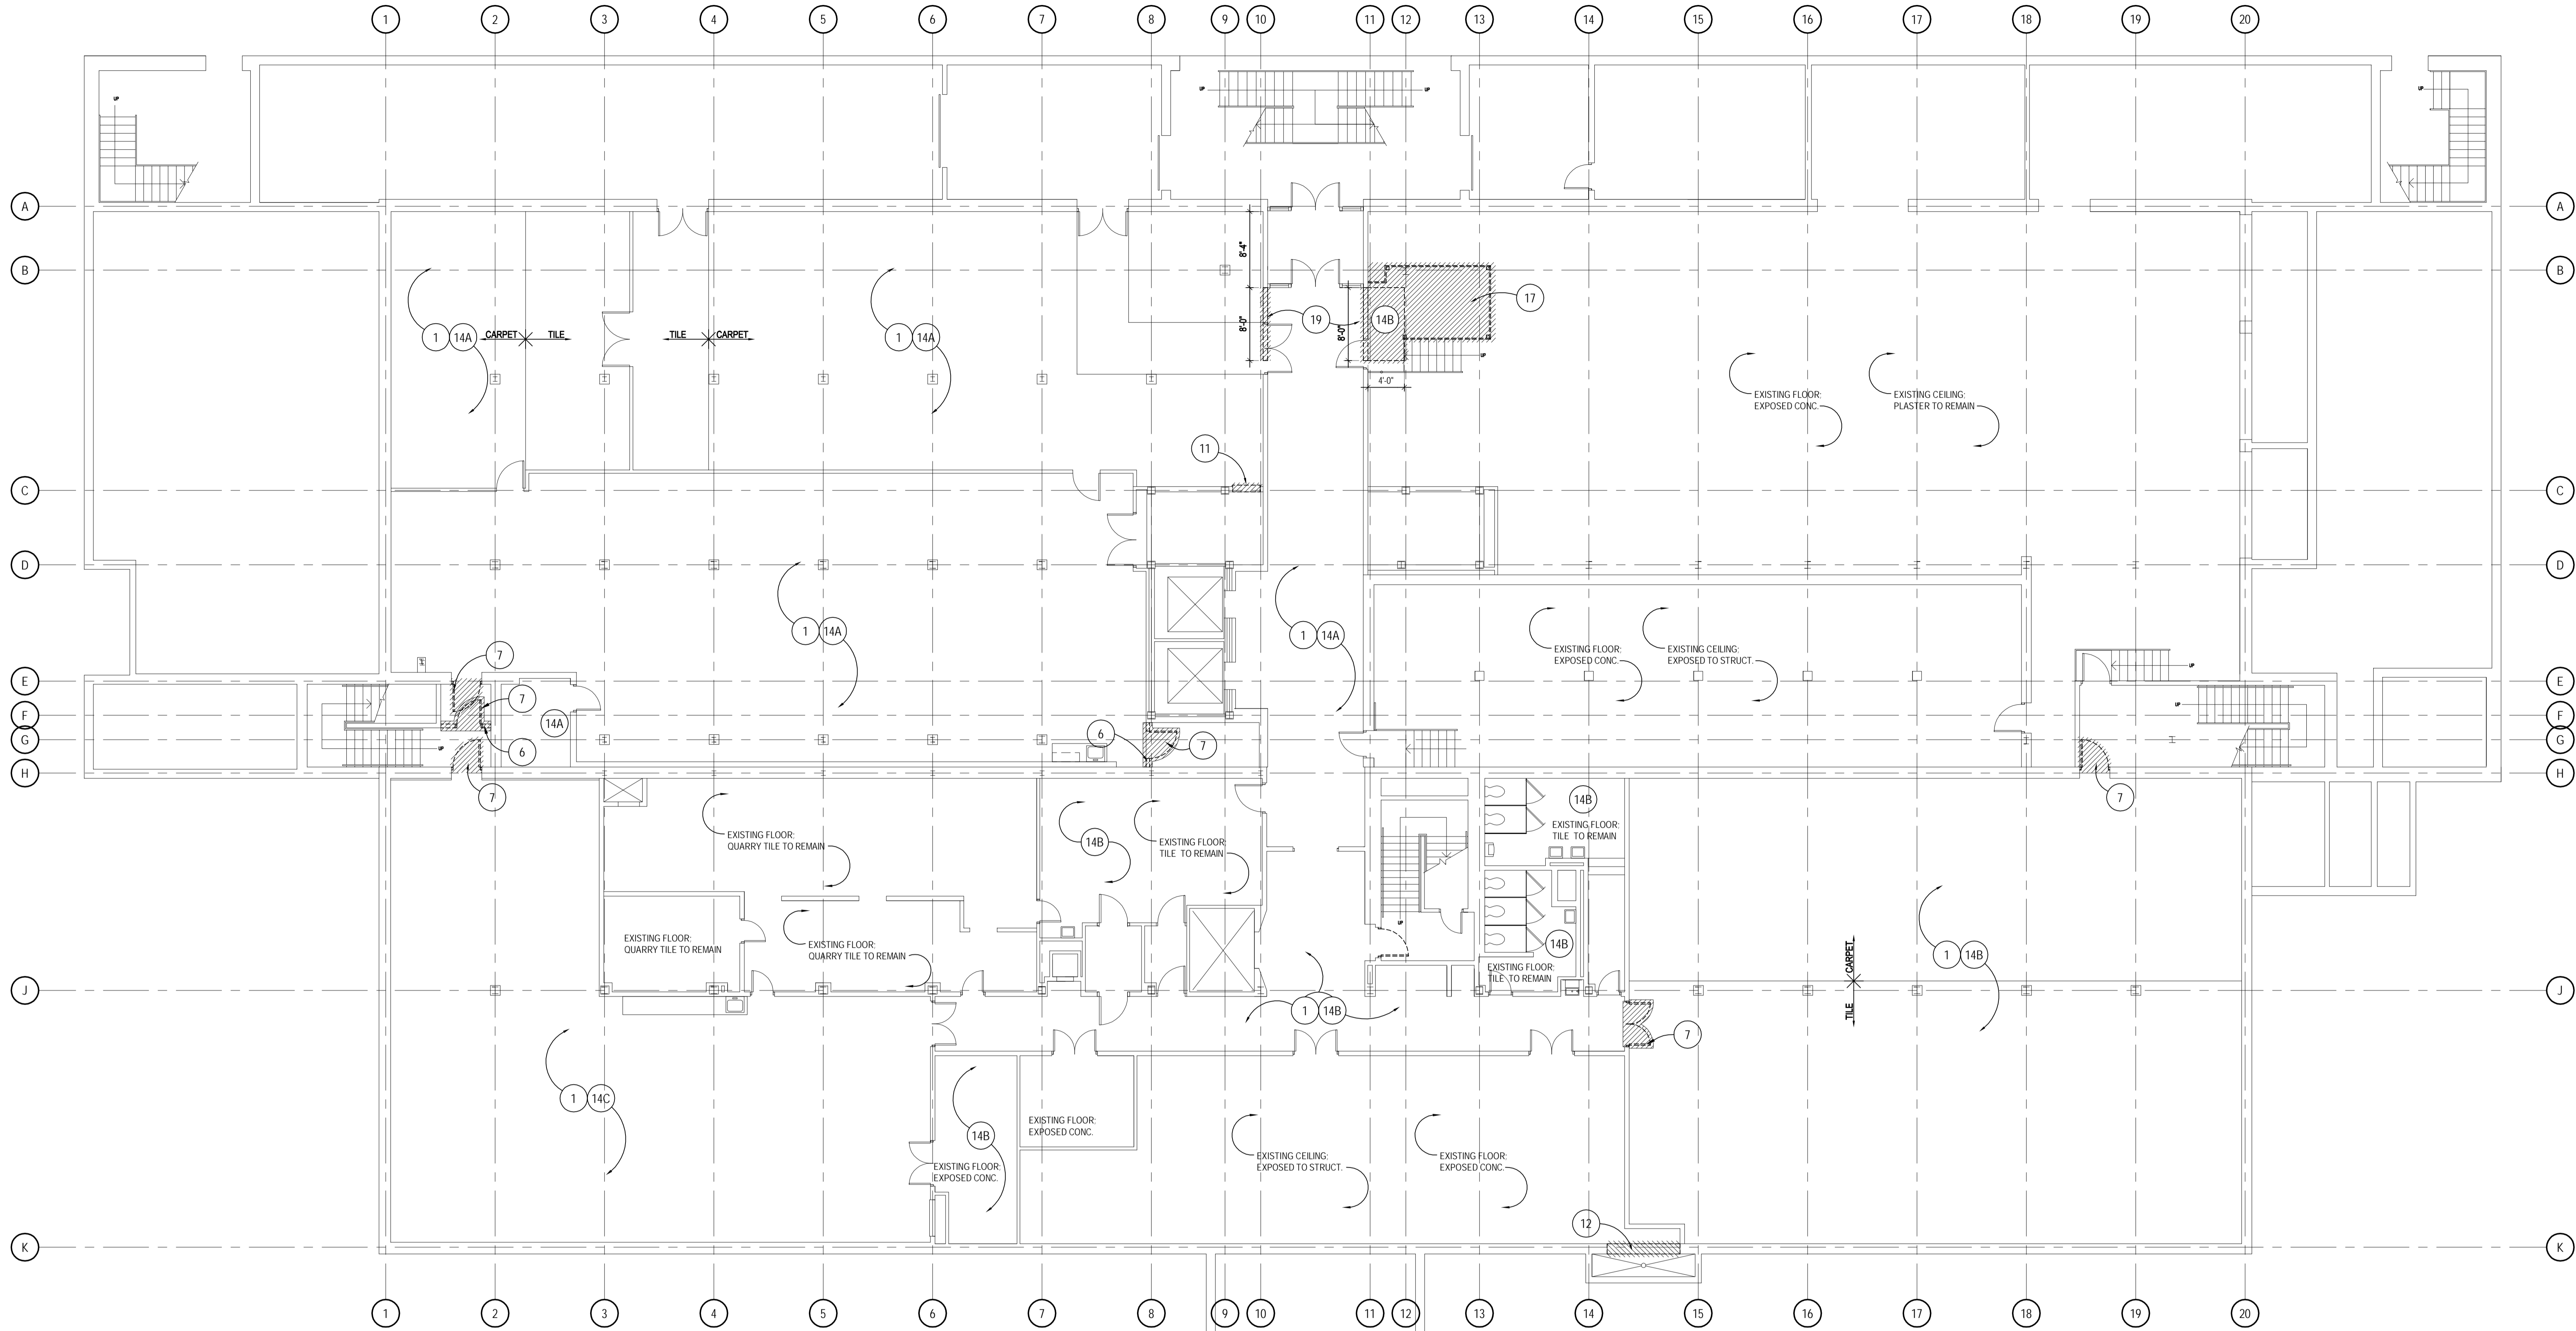 1 2 3 4 5 6 7 8 9 10 11 12 13 14 15 16 17 18 19 20
UP
UP
UP
UP
A
A
B
B
8'-4"
17
1 14A
CARPET
TILE
TILE
CARPET
1 14A
8'-0"
19
8'-0"
14B
UP
4'-0"
EXISTING FLOOR:
EXPOSED CONC.
EXISTING CEILING:
PLASTER TO REMAIN
11
C
C
D
D
1 14A
1 14A
7
EXISTING FLOOR:
EXPOSED CONC.
EXISTING CEILING:
EXPOSED TO STRUCT.
UP
E
E
7
UP
F
14A
F
G
UP
6
6
7
G
H
H
7
7
14B
EXISTING FLOOR:
QUARRY TILE TO REMAIN
14B
EXISTING FLOOR:
TILE TO REMAIN
EXISTING FLOOR:
TILE TO REMAIN
UP
EXISTING FLOOR:
QUARRY TILE TO REMAIN
EXISTING FLOOR:
QUARRY TILE TO REMAIN
14B
EXISTING FLOOR:
TILE TO REMAIN
CARPET
TILE
1 14B
J
J
1 14B
7
1 14C
14B
EXISTING FLOOR:
EXPOSED CONC.
EXISTING FLOOR:
EXPOSED CONC.
EXISTING CEILING:
EXPOSED TO STRUCT.
EXISTING FLOOR:
EXPOSED CONC.
12
K
K
1 2 3 4 5 6 7 8 9 10 11 12 13 14 15 16 17 18 19 20